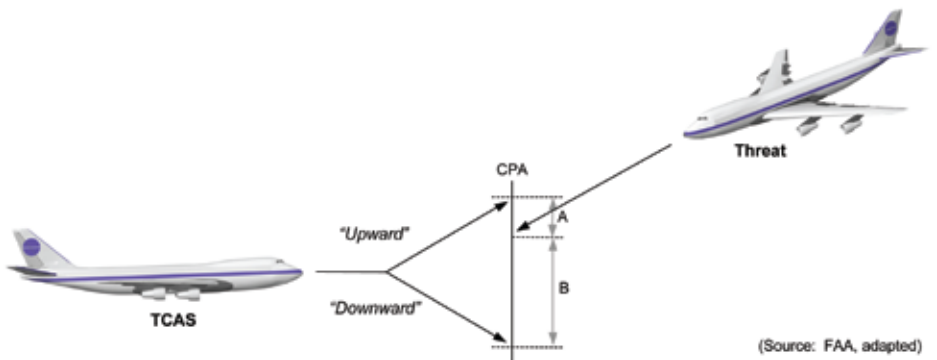 Threat
CPA
A
"Upward"
B
"Downward"
TCAS
(Source: FAA, adapted)